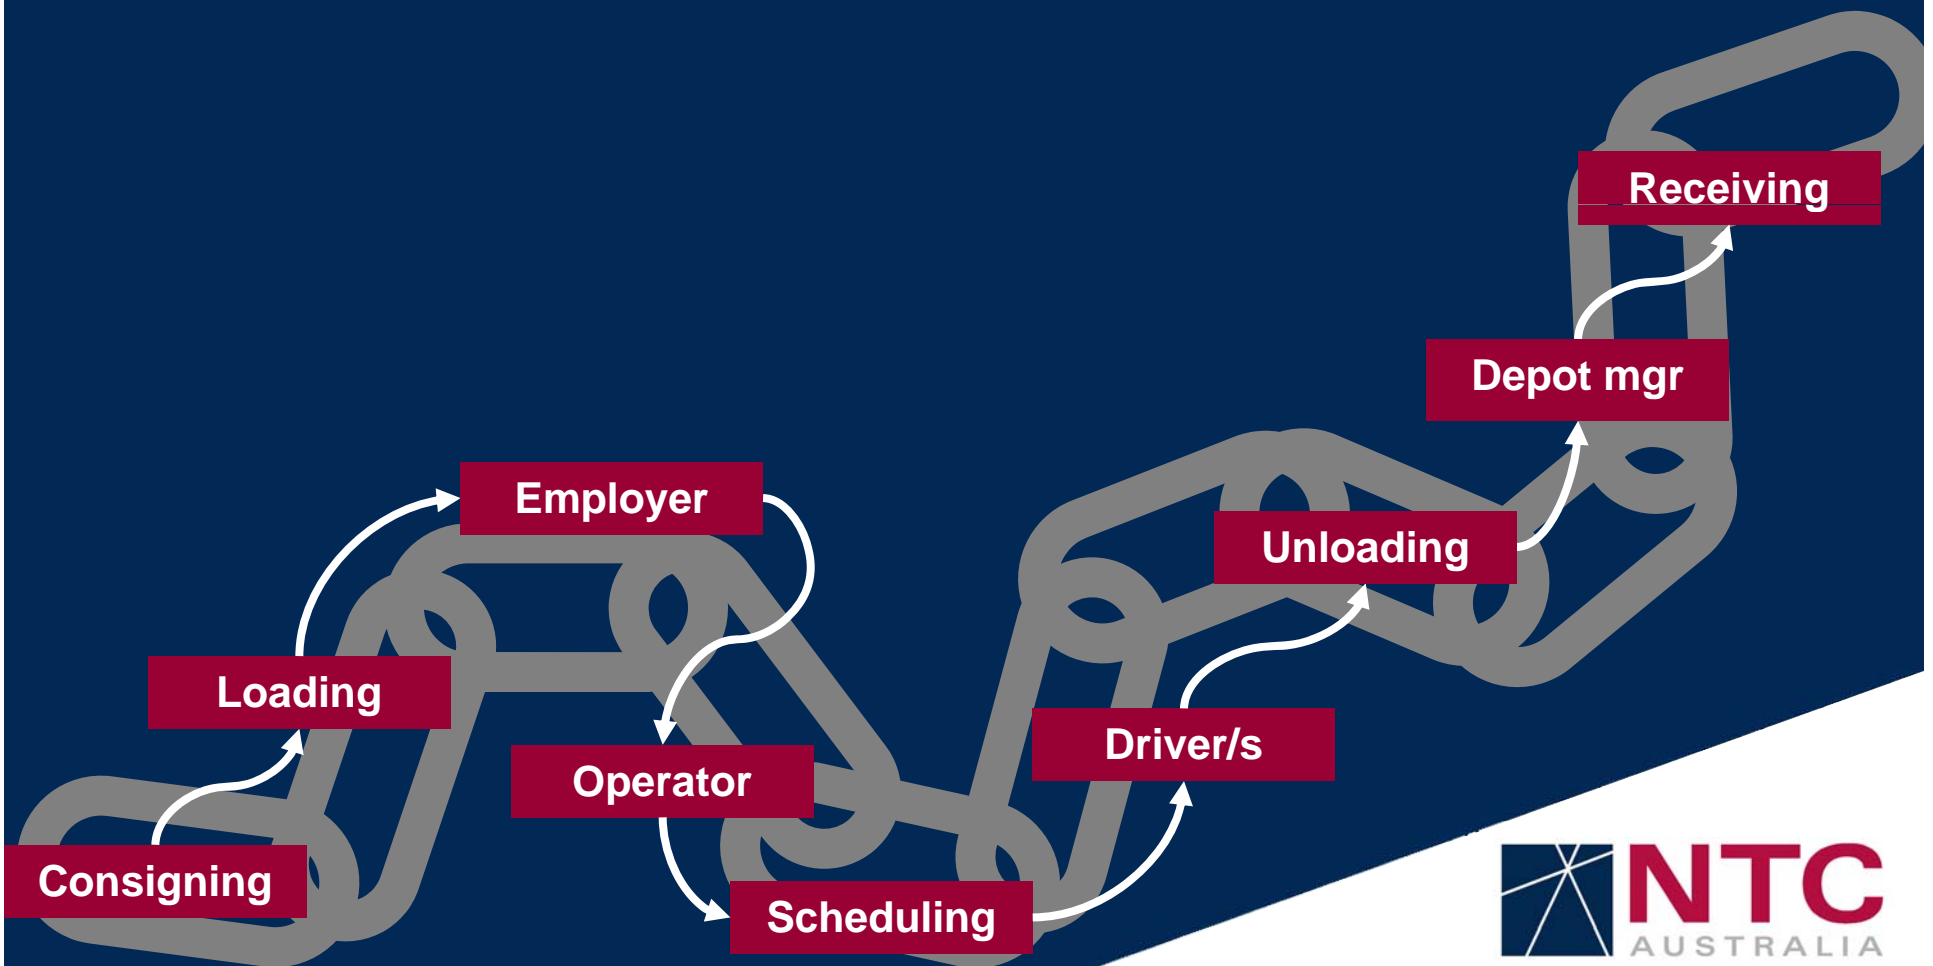 Receiving
Depot mgr
Employer
Unloading
Loading
Driver/s
Operator
Consigning
Scheduling
NTC
AUSTRALIA